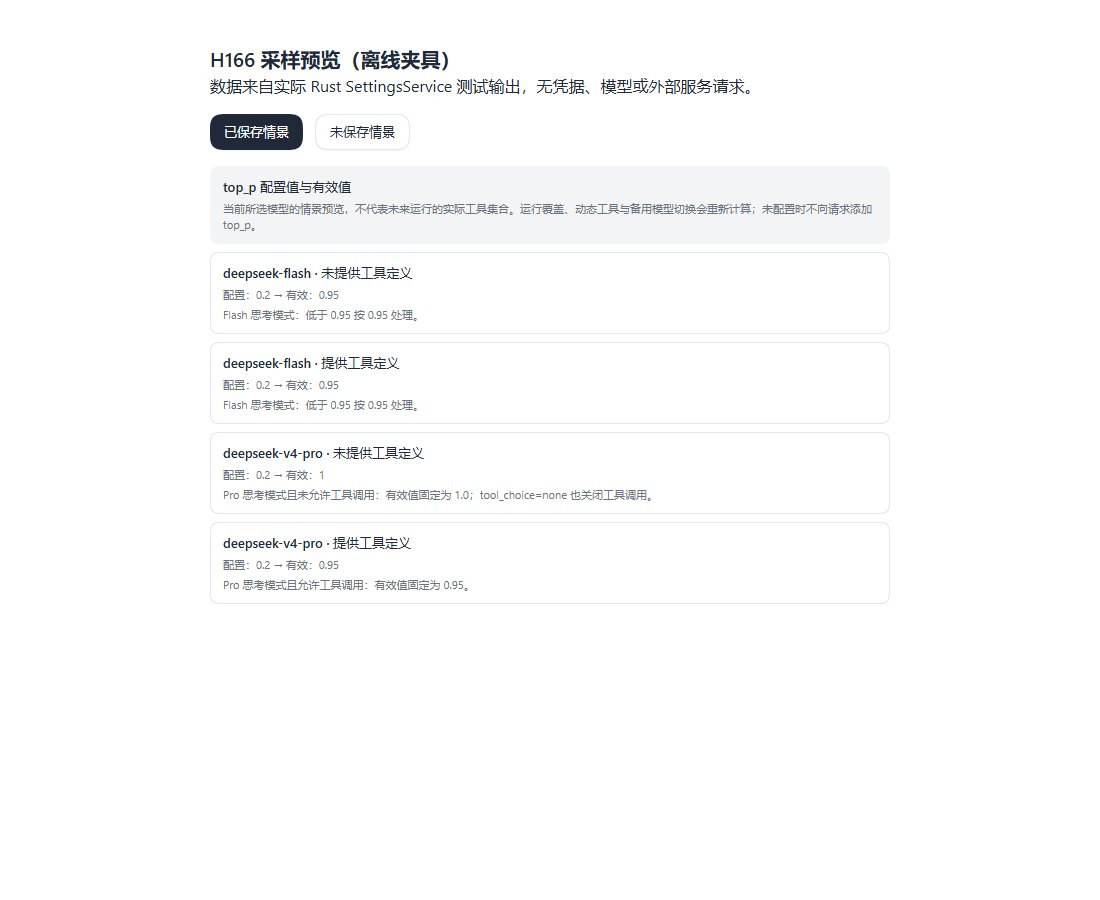 H166 采样预览（离线夹具）
数据来自实际 Rust SettingsService 测试输出，无凭据、模型或外部服务请求。
已保存情景
未保存情景
top_p 配置值与有效值
当前所选模型的情景预览，不代表未来运行的实际工具集合。运行覆盖、动态工具与备用模型切换会重新计算；未配置时不向请求添加
top_p。
deepseek-flash · 未提供工具定义
配置：0.2 → 有效：0.95
Flash 思考模式：低于 0.95 按 0.95 处理。
deepseek-flash · 提供工具定义
配置：0.2 → 有效：0.95
Flash 思考模式：低于 0.95 按 0.95 处理。
deepseek-v4-pro · 未提供工具定义
配置：0.2 → 有效：1
Pro 思考模式且未允许工具调用：有效值固定为 1.0；tool_choice=none 也关闭工具调用。
deepseek-v4-pro · 提供工具定义
配置：0.2 → 有效：0.95
Pro 思考模式且允许工具调用：有效值固定为 0.95。